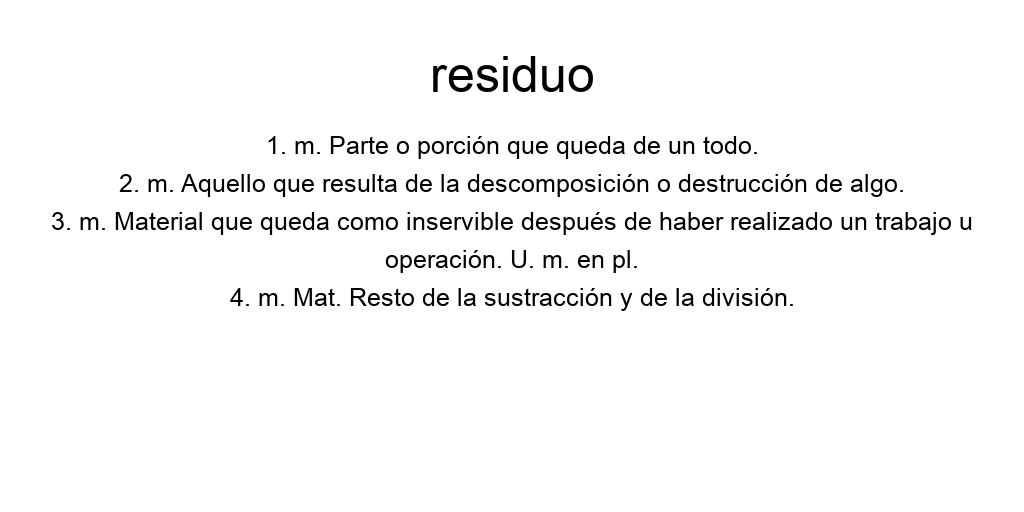 residuo
1. m. Parte o porción que queda de un todo.
2. m. Aquello que resulta de la descomposición o destrucción de algo.
3. m. Material que queda como inservible después de haber realizado un trabajo u
operación. U. m. en pl.
4. m. Mat. Resto de la sustracción y de la división.